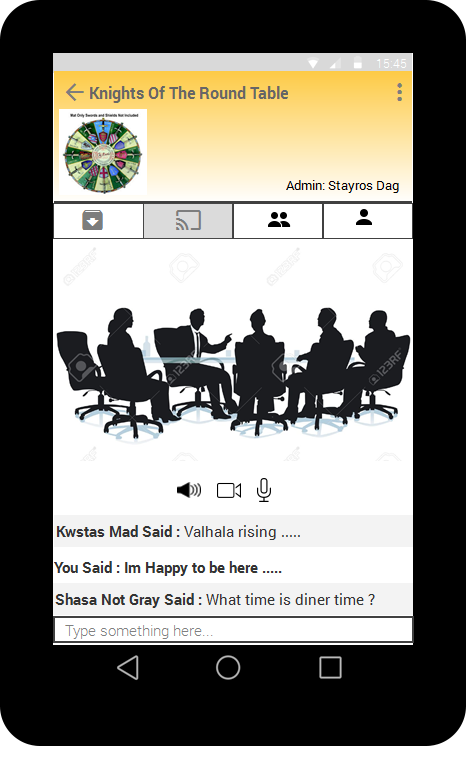 15:45
Knights Of The Round Table
Mat Only Swords and Shields Not Included
Admin: Stayros Dag
123RF
123RF
Kwstas Mad Said : Valhala rising .....
You Said : Im Happy to be here .....
Shasa Not Gray Said : What time is diner time ?
Type something here...